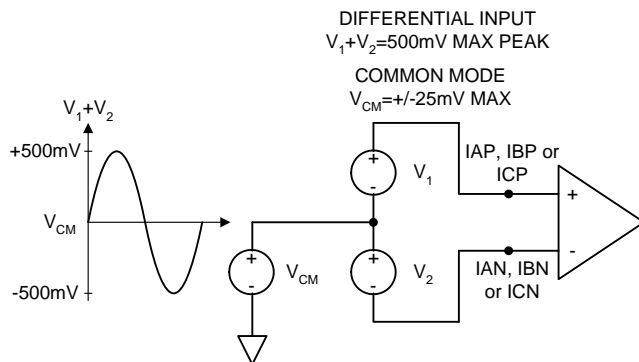 DIFFERENTIAL INPUT
V1+V2=500mV MAX PEAK
COMMON MODE
VCM=+/-25mV MAX
V1+V2
+500mV
VCM
-500mV
+
-
V1
IAP, IBP or
ICP
+
-
+
-
VCM
+
-
V2
IAN, IBN
or ICN